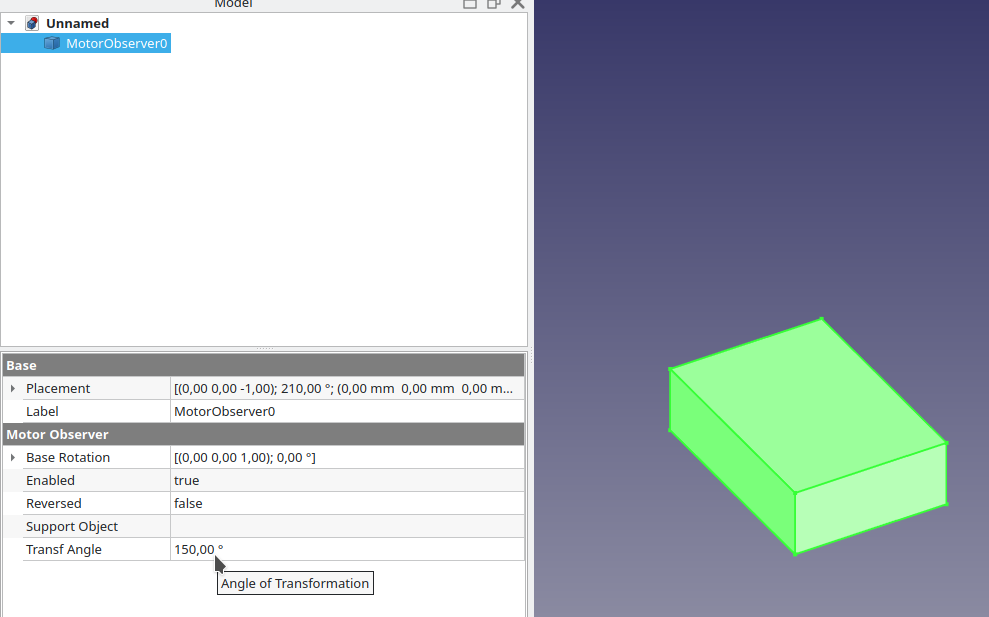 Model
Unnamed
MotorObserver0
Base
Placement [(0,00 0,00 -1,00); 210,00 °; (0,00 mm 0,00 mm 0,00 m...
Label MotorObserver0
Motor Observer
Base Rotation [(0,00 0,00 1,00); 0,00 °]
Enabled true
Reversed false
Support Object
Transf Angle 150,00 °
Angle of Transformation